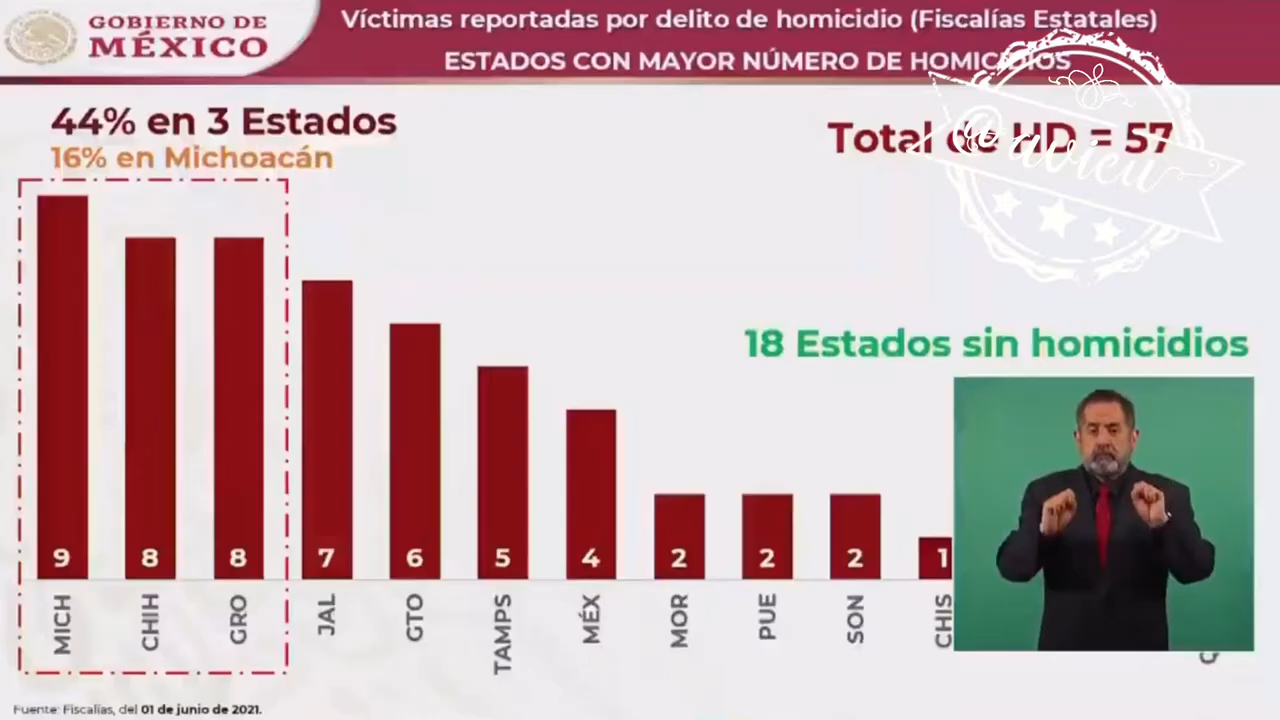 GOBIERNO DE
MÉXICO
Víctimas reportadas por delito de homicidio (Fiscalías Estatales)
ESTADOS CON MAYOR NÚMERO DE HOMICIDIOS
44% en 3 Estados
16% en Michoacán
Total de HD = 57
18 Estados sin homicidios
9 8 8 7 6 5 4 2 2 2 1
MICH CHIH GRO JAL GTO TAMPS MÉX MOR PUE SON CHIS
Fuente: Fiscalías, del 01 de junio de 2021.